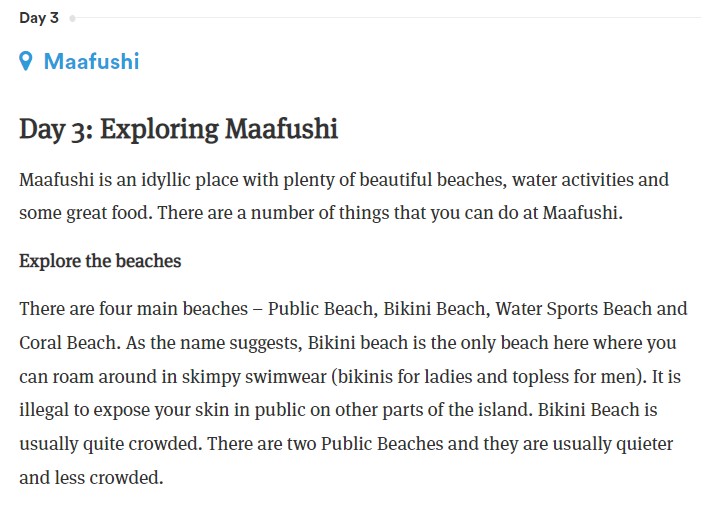 Day 3
Maafushi
Day 3: Exploring Maafushi
Maafushi is an idyllic place with plenty of beautiful beaches, water activities and
some great food. There are a number of things that you can do at Maafushi.
Explore the beaches
There are four main beaches – Public Beach, Bikini Beach, Water Sports Beach and
Coral Beach. As the name suggests, Bikini beach is the only beach here where you
can roam around in skimpy swimwear (bikinis for ladies and topless for men). It is
illegal to expose your skin in public on other parts of the island. Bikini Beach is
usually quite crowded. There are two Public Beaches and they are usually quieter
and less crowded.